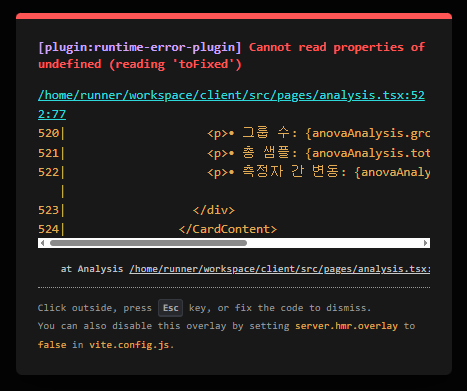 [plugin:runtime-error-plugin] Cannot read properties of
undefined (reading 'toFixed')
/home/runner/workspace/client/src/pages/analysis.tsx:52
2:77
520| <p>• 그룹 수: {anovaAnalysis.gro
521| <p>• 총 샘플: {anovaAnalysis.tot
522| <p>• 측정자 간 변동: {anovaAnaly
|
523| </div>
524| </CardContent>
at Analysis /home/runner/workspace/client/src/pages/analysis.tsx:
Click outside, press Esc key, or fix the code to dismiss.
You can also disable this overlay by setting server.hmr.overlay to
false in vite.config.js.